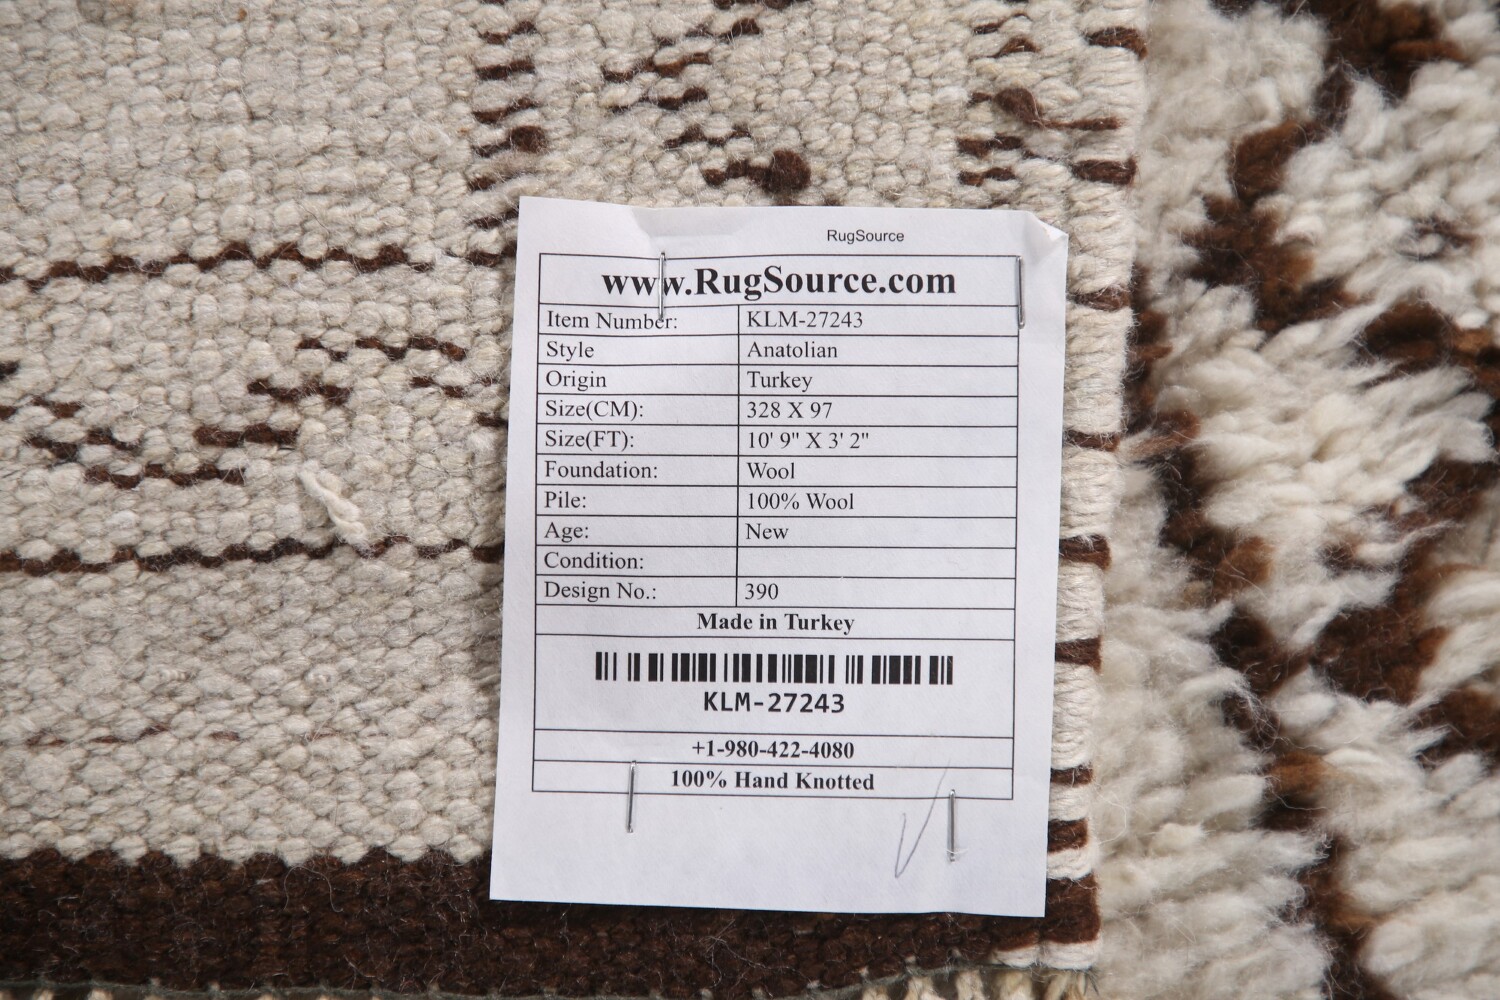 RugSource
www.RugSource.com
Item Number: KLM-27243
Style Anatolian
Origin Turkey
Size(CM): 328 X 97
Size(FT): 10' 9" X 3' 2"
Foundation: Wool
Pile: 100% Wool
Age: New
Condition:
Design No.: 390
Made in Turkey
KLM-27243
+1-980-422-4080
100% Hand Knotted